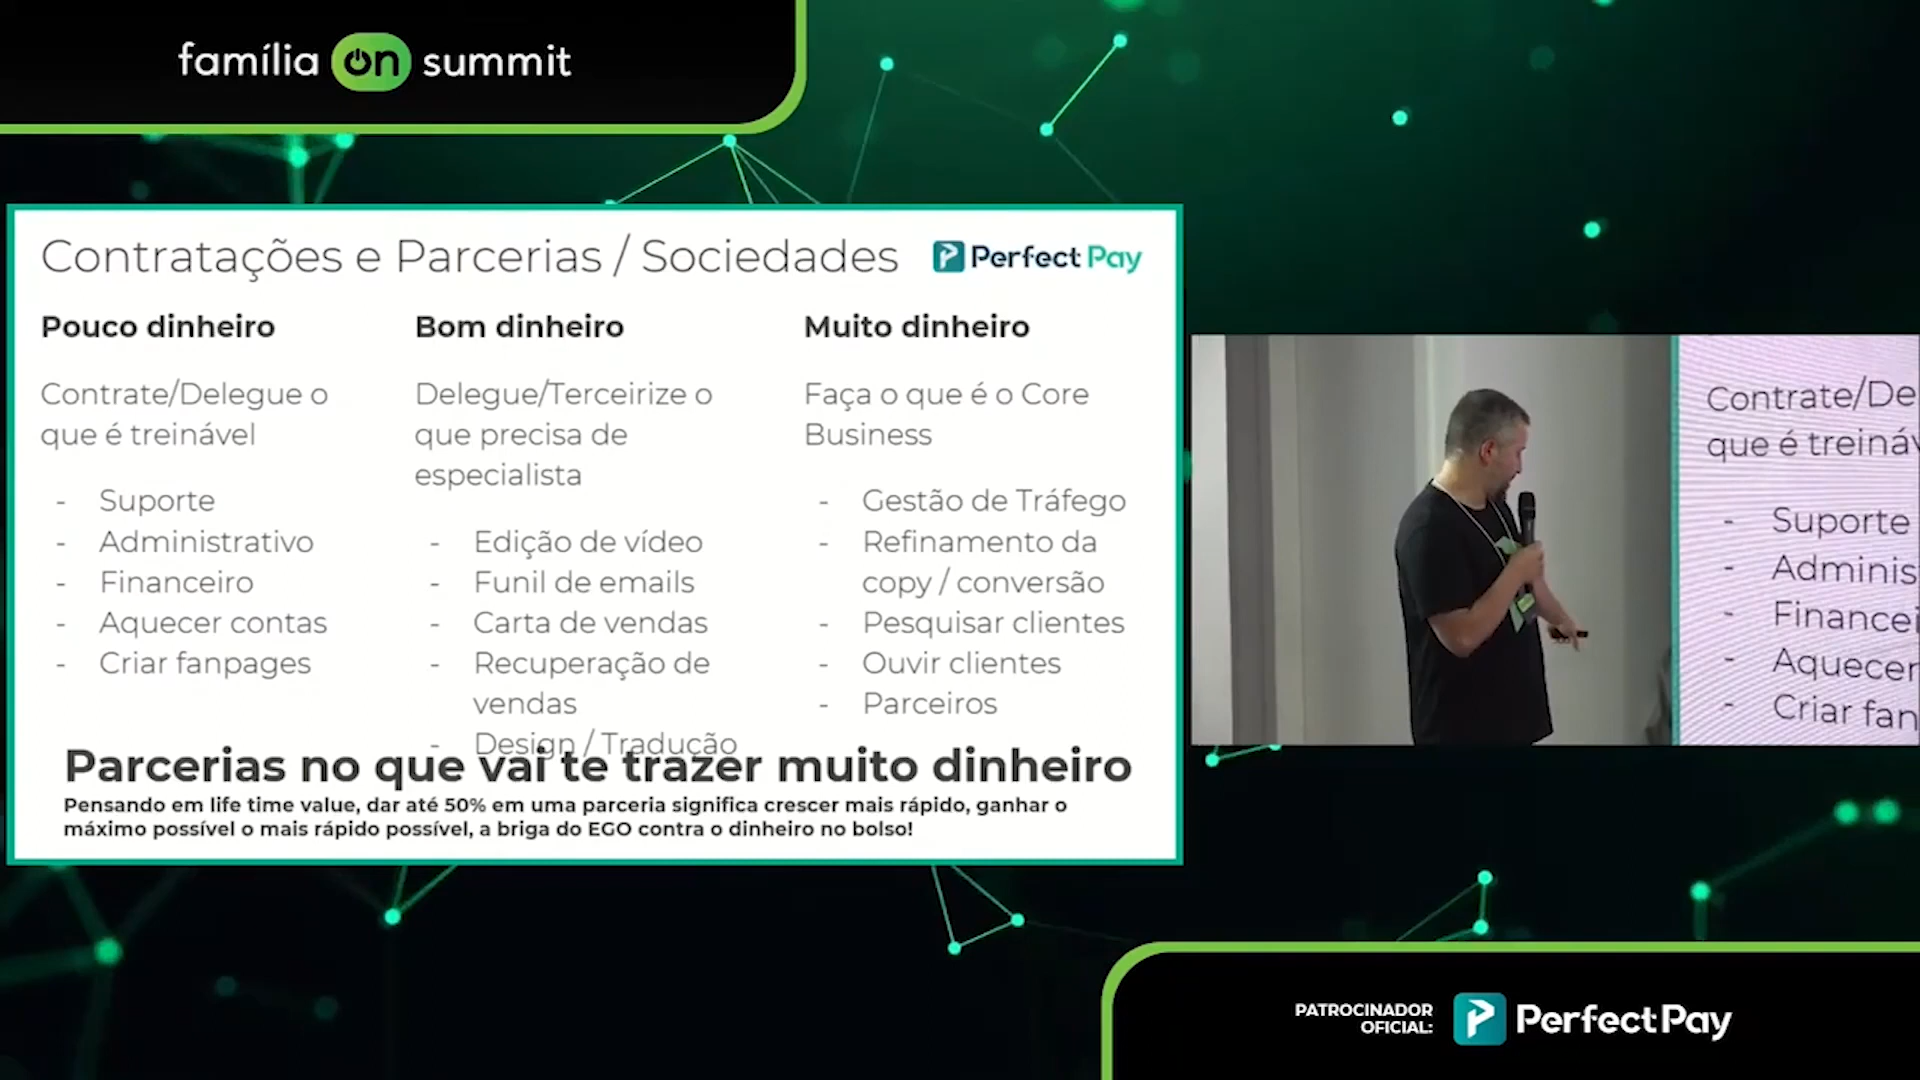 família on summit
Contratações e Parcerias / Sociedades
Perfect Pay
Pouco dinheiro
Contrate/Delegue o
que é treinável
- Suporte
- Administrativo
- Financeiro
- Aquecer contas
- Criar fanpages
Bom dinheiro
Delegue/Terceirize o
que precisa de
especialista
- Edição de vídeo
- Funil de emails
- Carta de vendas
- Recuperação de
vendas
- Design / Tradução
Muito dinheiro
Faça o que é o Core
Business
- Gestão de Tráfego
- Refinamento da
copy / conversão
- Pesquisar clientes
- Ouvir clientes
- Parceiros
Parcerias no que vai te trazer muito dinheiro
Pensando em life time value, dar até 50% em uma parceria significa crescer mais rápido, ganhar o
máximo possível o mais rápido possível, a briga do EGO contra o dinheiro no bolso!
Contrate/De
que é treináv
- Suporte
- Adminis
- Financei
- Aquecer
- Criar fan
PATROCINADOR
OFICIAL:
PerfectPay